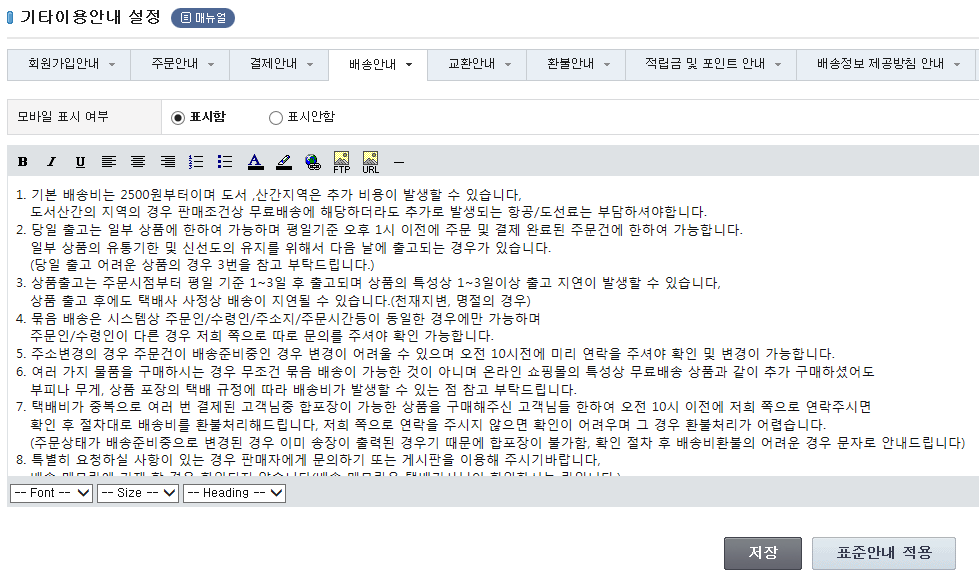 기타이용안내 설정 매뉴얼
회원가입안내 주문안내 결제안내 배송안내 교환안내 환불안내 적립금 및 포인트 안내 배송정보 제공방침 안내
모바일 표시 여부 표시함 표시안함
B I U A FTP URL
1. 기본 배송비는 2500원부터이며 도서 ,산간지역은 추가 비용이 발생할 수 있습니다,
도서산간의 지역의 경우 판매조건상 무료배송에 해당하더라도 추가로 발생되는 항공/도선료는 부담하셔야합니다.
2. 당일 출고는 일부 상품에 한하여 가능하며 평일기준 오후 1시 이전에 주문 및 결제 완료된 주문건에 한하여 가능합니다.
일부 상품의 유통기한 및 신선도의 유지를 위해서 다음 날에 출고되는 경우가 있습니다.
(당일 출고 어려운 상품의 경우 3번을 참고 부탁드립니다.)
3. 상품출고는 주문시점부터 평일 기준 1~3일 후 출고되며 상품의 특성상 1~3일이상 출고 지연이 발생할 수 있습니다,
상품 출고 후에도 택배사 사정상 배송이 지연될 수 있습니다.(천재지변, 명절의 경우)
4. 묶음 배송은 시스템상 주문인/수령인/주소지/주문시간등이 동일한 경우에만 가능하며
주문인/수령인이 다른 경우 저희 쪽으로 따로 문의를 주셔야 확인 가능합니다.
5. 주소변경의 경우 주문건이 배송준비중인 경우 변경이 어려울 수 있으며 오전 10시전에 미리 연락을 주셔야 확인 및 변경이 가능합니다.
6. 여러 가지 물품을 구매하시는 경우 무조건 묶음 배송이 가능한 것이 아니며 온라인 쇼핑몰의 특성상 무료배송 상품과 같이 추가 구매하셨어도
부피나 무게, 상품 포장의 택배 규정에 따라 배송비가 발생할 수 있는 점 참고 부탁드립니다.
7. 택배비가 중복으로 여러 번 결제된 고객님중 합포장이 가능한 상품을 구매해주신 고객님들 한하여 오전 10시 이전에 저희 쪽으로 연락주시면
확인 후 절차대로 배송비를 환불처리해드립니다, 저희 쪽으로 연락을 주시지 않으면 확인이 어려우며 그 경우 환불처리가 어렵습니다.
(주문상태가 배송준비중으로 변경된 경우 이미 송장이 출력된 경우기 때문에 합포장이 불가함, 확인 절차 후 배송비환불의 어려운 경우 문자로 안내드립니다)
8. 특별히 요청하실 사항이 있는 경우 판매자에게 문의하기 또는 게시판을 이용해 주시기바랍니다,
-- Font -- -- Size -- -- Heading --
저장 표준안내 적용